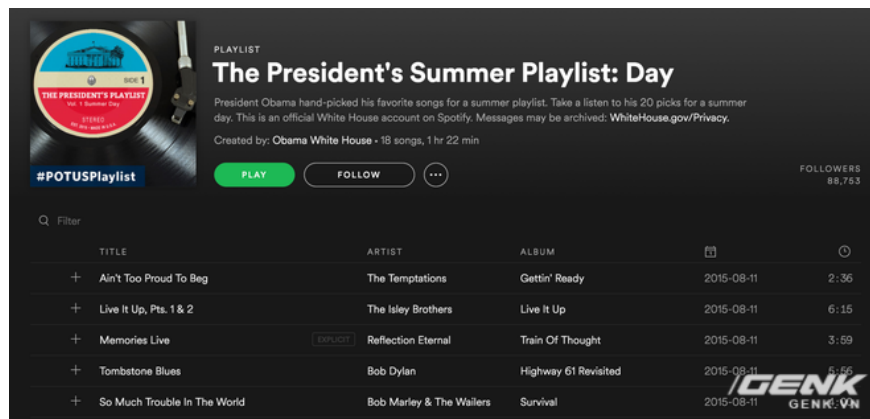 PLAYLIST
The President's Summer Playlist: Day
President Obama hand-picked his favorite songs for a summer playlist. Take a listen to his 20 picks for a summer
day. This is an official White House account on Spotify. Messages may be archived: WhiteHouse.gov/Privacy.
Created by: Obama White House • 18 songs, 1 hr 22 min
PLAY FOLLOW
FOLLOWERS
88,753
SIDE 1
THE PRESIDENT'S PLAYLIST
Vol. 1 Summer Day
STEREO
#POTUSPlaylist
Filter
TITLE ARTIST ALBUM
Ain't Too Proud To Beg The Temptations Gettin' Ready 2015-08-11 2:36
Live It Up, Pts. 1 & 2 The Isley Brothers Live It Up 2015-08-11 6:15
Memories Live EXPLICIT Reflection Eternal Train Of Thought 2015-08-11 3:59
Tombstone Blues Bob Dylan Highway 61 Revisited 2015-08-11 5:56
So Much Trouble In The World Bob Marley & The Wailers Survival 2015-08-11
GENK
GENK.VN